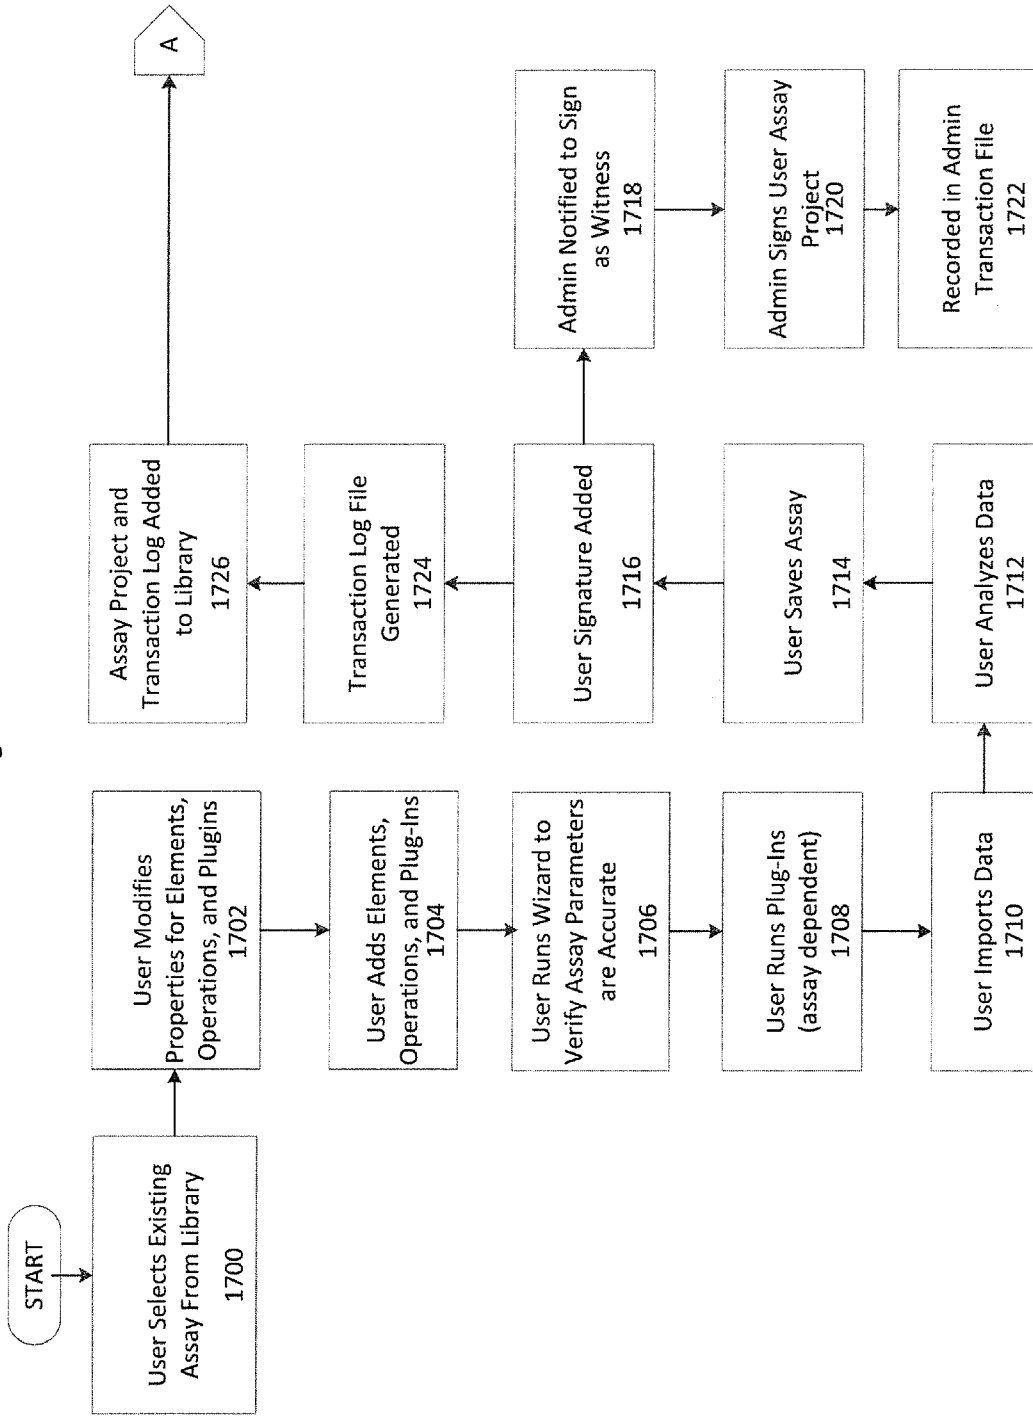 START
User Selects Existing
Assay From Library
1700
User Modifies
Properties for Elements,
Operations, and Plugins
1702
User Adds Elements,
Operations, and Plug-Ins
1704
User Runs Wizard to
Verify Assay Parameters
are Accurate
1706
User Runs Plug-Ins
(assay dependent)
1708
User Imports Data
1710
User Analyzes Data
1712
User Saves Assay
1714
User Signature Added
1716
Admin Notified to Sign
as Witness
1718
Admin Signs User Assay
Project
1720
Recorded in Admin
Transaction File
1722
Transaction Log File
Generated
1724
Assay Project and
Transaction Log Added
to Library
1726
A